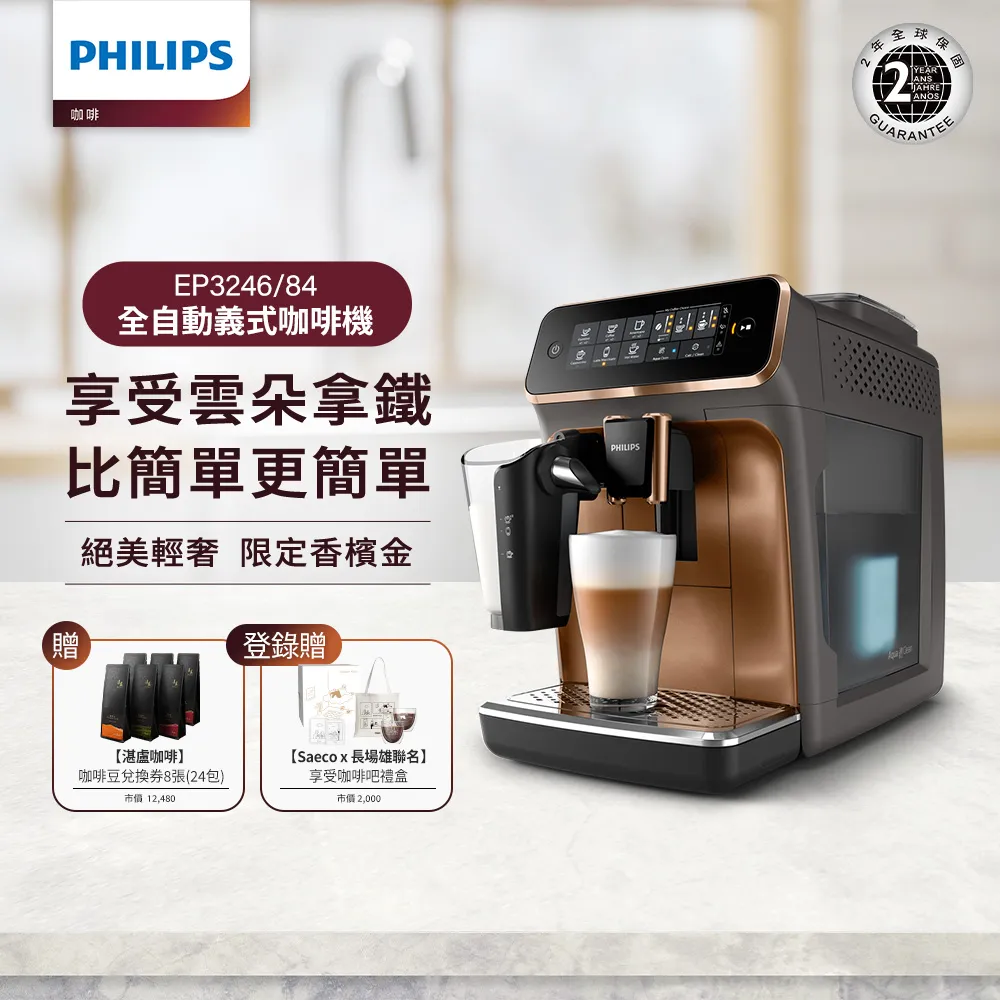 PHILIPS
咖啡
2年全球保固
2 YEAR
ANS
JAHRE
ANOS
GUARANTEE
EP3246/84
全自動義式咖啡機
享受雲朵拿鐵
比簡單更簡單
絕美輕奢 限定香檳金
PHILIPS
贈
【湛盧咖啡】
咖啡豆兌換券8張(24包)
市價 12,480
登錄贈
【Saeco x 長場雄聯名】
享受咖啡吧禮盒
市價 2,000